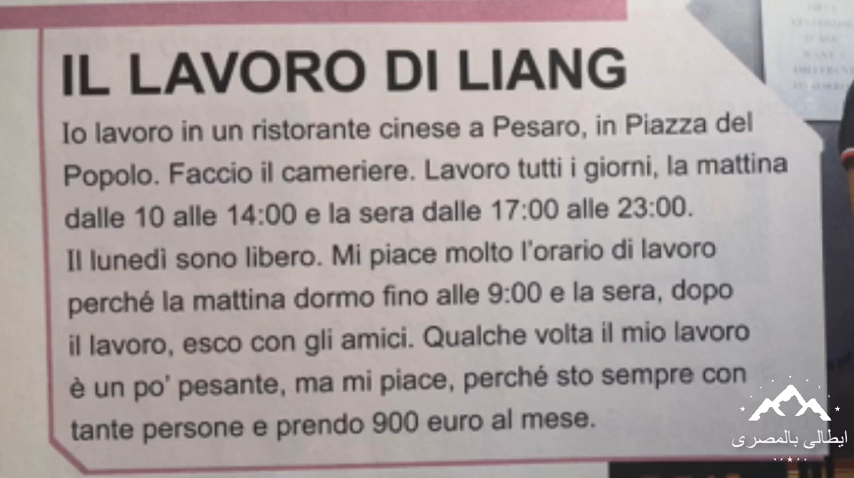 IL LAVORO DI LIANG
Io lavoro in un ristorante cinese a Pesaro, in Piazza del
Popolo. Faccio il cameriere. Lavoro tutti i giorni, la mattina
dalle 10 alle 14:00 e la sera dalle 17:00 alle 23:00.
Il lunedì sono libero. Mi piace molto l'orario di lavoro
perché la mattina dormo fino alle 9:00 e la sera, dopo
il lavoro, esco con gli amici. Qualche volta il mio lavoro
è un po' pesante, ma mi piace, perché sto sempre con
tante persone e prendo 900 euro al mese.
ايطالى بالمصرى